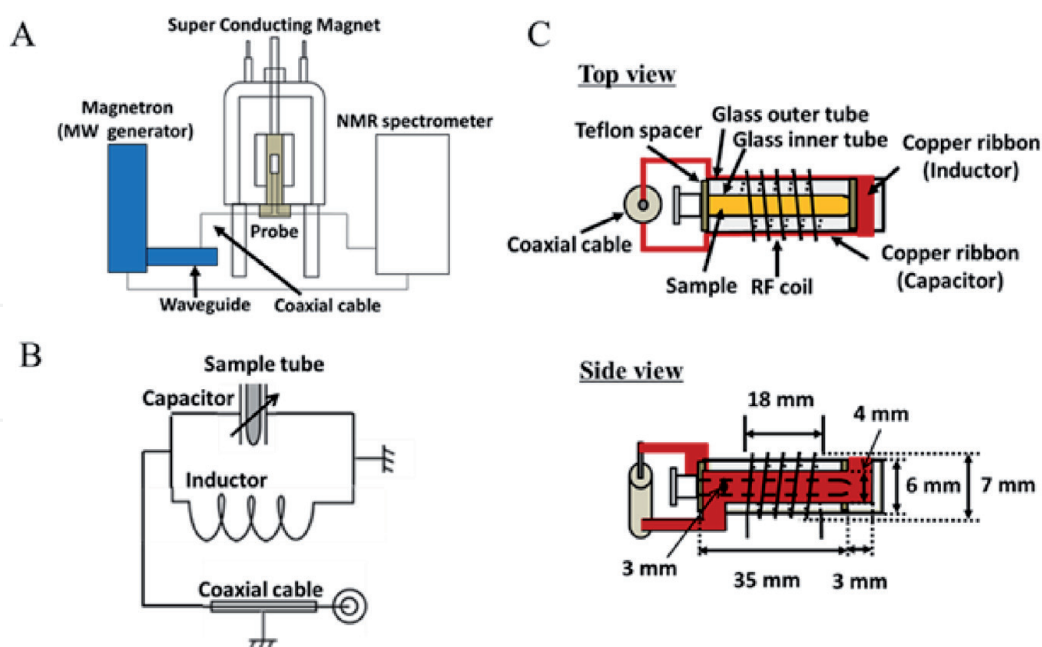 A
Super Conducting Magnet
Magnetron
(MW generator)
NMR spectrometer
Probe
Waveguide
Coaxial cable
B
Sample tube
Capacitor
Inductor
Coaxial cable
C
Top view
Glass outer tube
Teflon spacer
Glass inner tube
Copper ribbon
(Inductor)
Coaxial cable
Sample
RF coil
Copper ribbon
(Capacitor)
Side view
18 mm
4 mm
6 mm
7 mm
3 mm
35 mm
3 mm